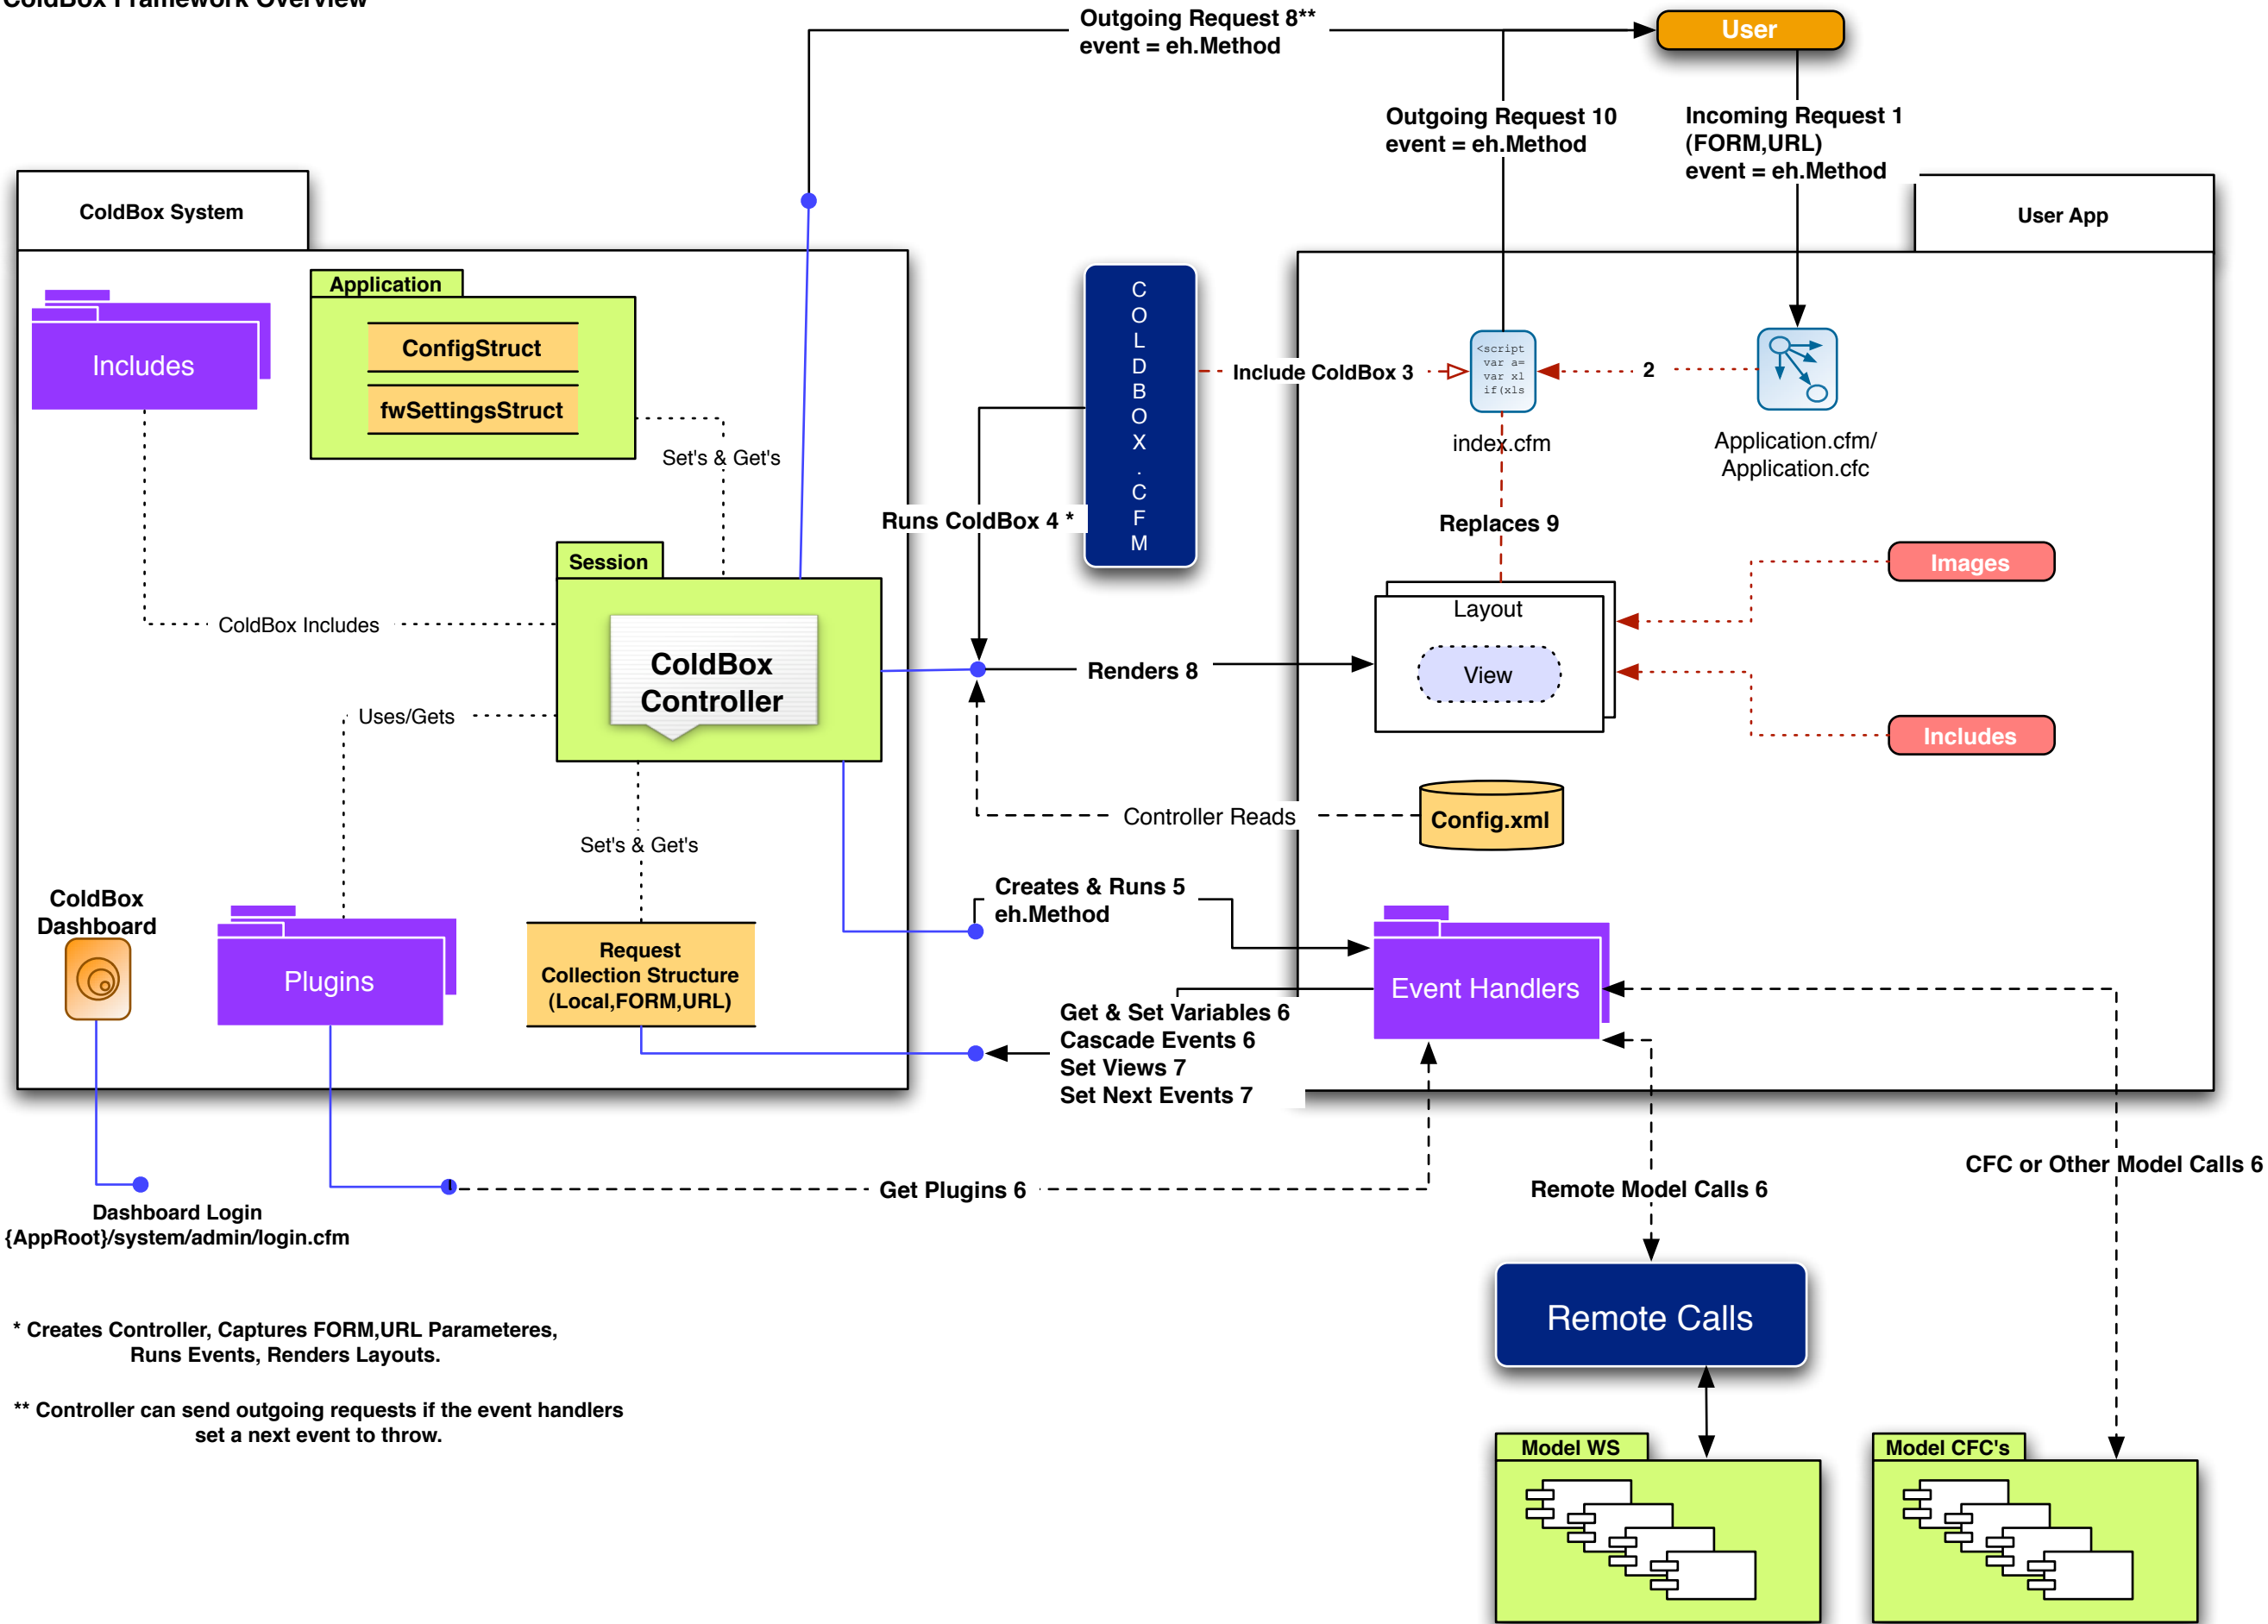 ColdBox Framework Overview
Outgoing Request 8**
event = eh.Method
User
Outgoing Request 10
event = eh.Method
Incoming Request 1
(FORM,URL)
event = eh.Method
ColdBox System
User App
Application
ConfigStruct
fwSettingsStruct
Includes
Set's & Get's
C
O
L
D
B
O
X
.
C
F
M
Include ColdBox 3
<script
var a=
var xl
if(xls
2
index.cfm
Application.cfm/
Application.cfc
Runs ColdBox 4 *
Replaces 9
Session
ColdBox
Controller
ColdBox Includes
Images
Layout
View
Renders 8
Uses/Gets
Includes
Controller Reads
Config.xml
Set's & Get's
ColdBox
Dashboard
Plugins
Request
Collection Structure
(Local,FORM,URL)
Creates & Runs 5
eh.Method
Event Handlers
Get & Set Variables 6
Cascade Events 6
Set Views 7
Set Next Events 7
Get Plugins 6
Remote Model Calls 6
CFC or Other Model Calls 6
Dashboard Login
{AppRoot}/system/admin/login.cfm
Remote Calls
* Creates Controller, Captures FORM,URL Parameteres,
Runs Events, Renders Layouts.
** Controller can send outgoing requests if the event handlers
set a next event to throw.
Model WS
Model CFC's